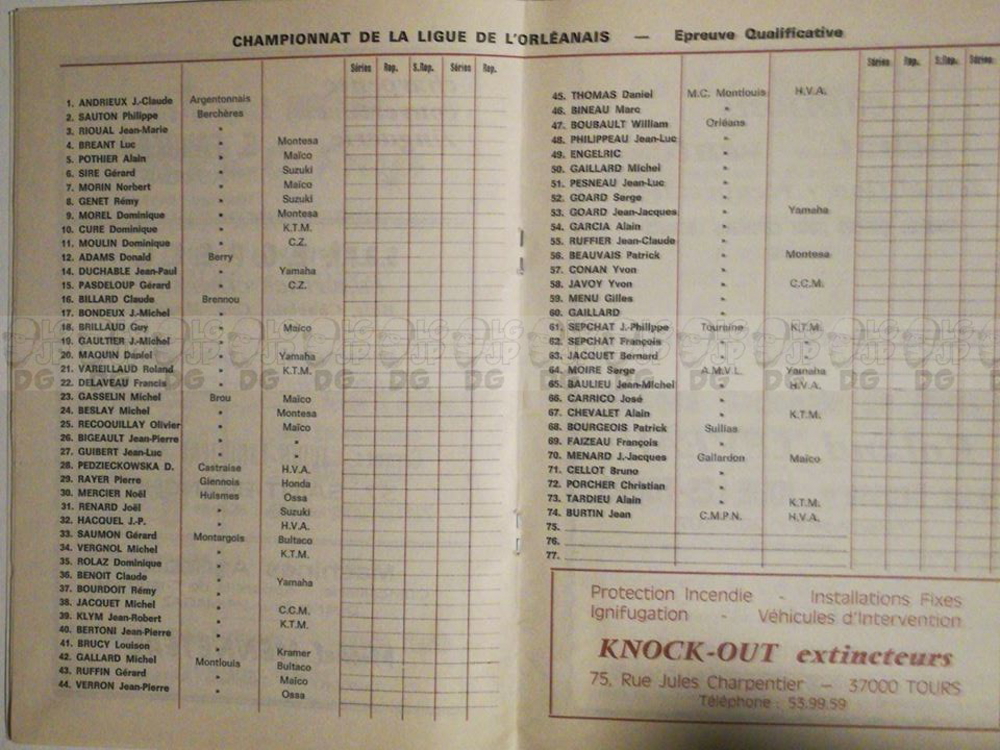 CHAMPIONNAT DE LA LIGUE DE L'ORLÉANAIS — Epreuve Qualificative
Séries Rep. S.Rep. Séries Rep.
1. ANDRIEUX J.-Claude Argentonnais
2. SAUTON Philippe Berchères
3. RIOUAL Jean-Marie "
4. BREANT Luc " Montesa
5. POTHIER Alain " Maïco
6. SIRE Gérard " Suzuki
7. MORIN Norbert " Maïco
8. GENET Rémy " Suzuki
9. MOREL Dominique " Montesa
10. CURE Dominique " K.T.M.
11. MOULIN Dominique " C.Z.
12. ADAMS Donald Berry
14. DUCHABLE Jean-Paul " Yamaha
15. PASDELOUP Gérard " C.Z.
16. BILLARD Claude Brennou
17. BONDEUX J.-Michel "
18. BRILLAUD Guy " Maïco
19. GAULTIER J.-Michel "
20. MAQUIN Daniel " Yamaha
21. VAREILLAUD Roland " K.T.M.
22. DELAVEAU Francis "
23. GASSELIN Michel Brou Maïco
24. BESLAY Michel " Montesa
25. RECOQUILLAY Olivier " Maïco
26. BIGEAULT Jean-Pierre " "
27. GUIBERT Jean-Luc " "
28. PEDZIECKOWSKA D. Castraise H.V.A.
29. RAYER Pierre Giennois Honda
30. MERCIER Noël Huismes Ossa
31. RENARD Joël " Suzuki
32. HACQUEL J.-P. " H.V.A.
33. SAUMON Gérard Montargois Bultaco
34. VERGNOL Michel " K.T.M.
35. ROLAZ Dominique "
36. BENOIT Claude " Yamaha
37. BOURDOIT Rémy "
38. JACQUET Michel " C.C.M.
39. KLYM Jean-Robert " K.T.M.
40. BERTONI Jean-Pierre "
41. BRUCY Louison " Kramer
42. GALLARD Michel Montlouis Bultaco
43. RUFFIN Gérard " Maïco
44. VERRON Jean-Pierre " Ossa
Séries Rep. S.Rep. Séries
45. THOMAS Daniel M.C. Montlouis H.V.A.
46. BINEAU Marc "
47. BOUBAULT William Orléans
48. PHILIPPEAU Jean-Luc "
49. ENGELRIC "
50. GAILLARD Michel "
51. PESNEAU Jean-Luc "
52. GOARD Serge "
53. GOARD Jean-Jacques " Yamaha
54. GARCIA Alain "
55. RUFFIER Jean-Claude "
56. BEAUVAIS Patrick " Montesa
57. CONAN Yvon "
58. JAVOY Yvon " C.C.M.
59. MENU Gilles "
60. GAILLARD "
61. SEPCHAT J.-Philippe Touraine K.T.M.
62. SEPCHAT François "
63. JACQUET Bernard "
64. MOIRE Serge A.M.V.L. Yamaha
65. BAULIEU Jean-Michel " H.V.A.
66. CARRICO José "
67. CHEVALET Alain " K.T.M.
68. BOURGEOIS Patrick Suillas
69. FAIZEAU François "
70. MENARD J.-Jacques Gallardon Maïco
71. CELLOT Bruno "
72. PORCHER Christian "
73. TARDIEU Alain " K.T.M.
74. BURTIN Jean C.M.P.N. H.V.A.
75.
76.
77.
Protection Incendie - Installations Fixes
Ignifugation - Véhicules d'Intervention
KNOCK-OUT extincteurs
75, Rue Jules Charpentier — 37000 TOURS
Téléphone : 53.99.59